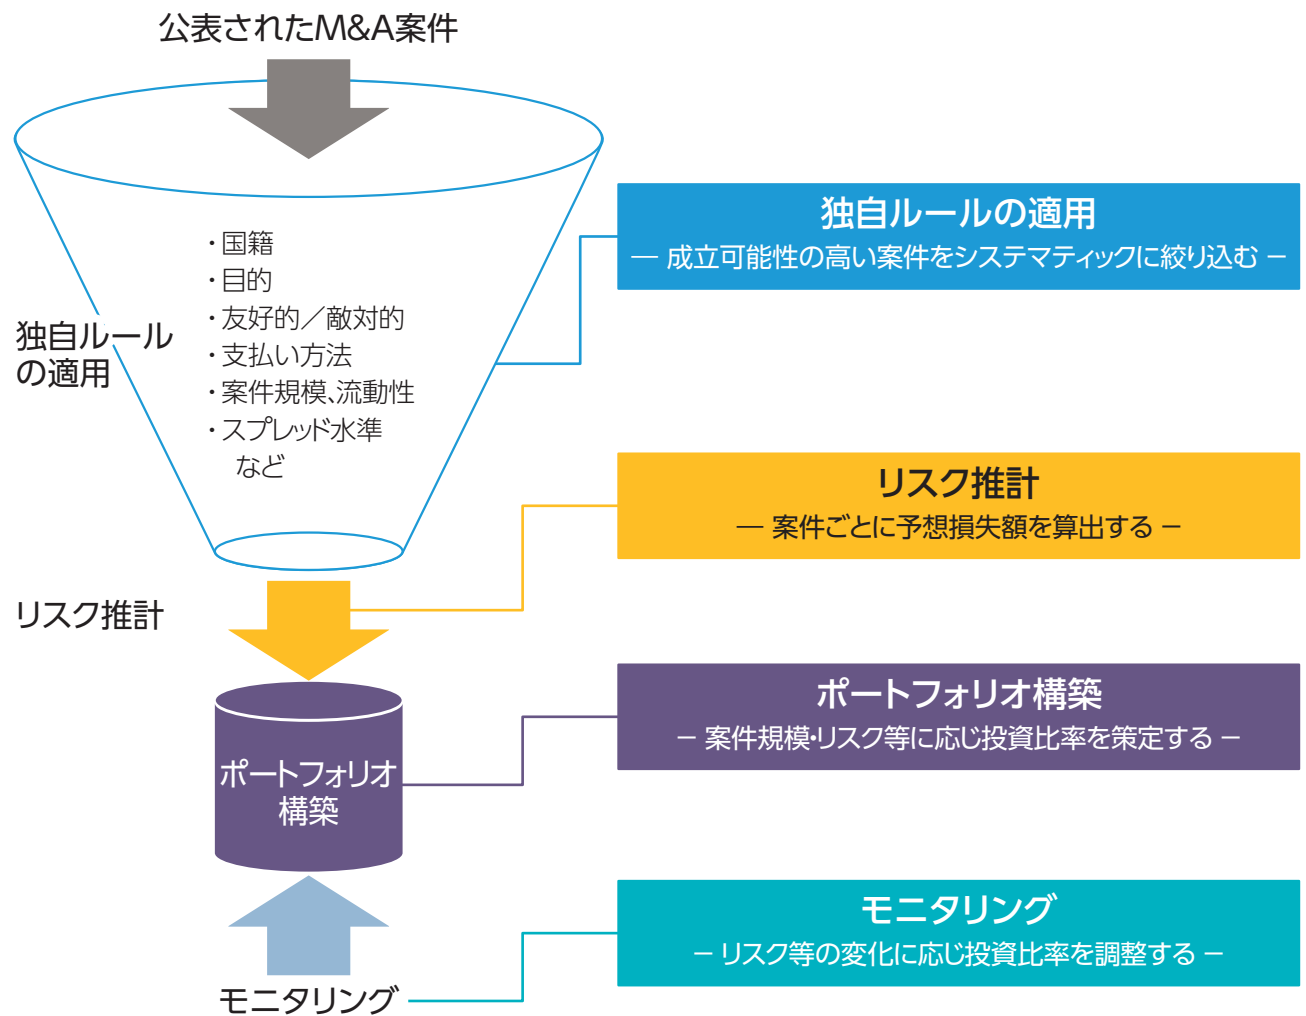 公表されたM&A案件
・国籍
・目的
・友好的／敵対的
・支払い方法
・案件規模、流動性
・スプレッド水準
など
独自ルール
の適用
リスク推計
ポートフォリオ
構築
モニタリング
独自ルールの適用
― 成立可能性の高い案件をシステマティックに絞り込む －
リスク推計
― 案件ごとに予想損失額を算出する －
ポートフォリオ構築
－ 案件規模・リスク等に応じ投資比率を策定する －
モニタリング
－ リスク等の変化に応じ投資比率を調整する －